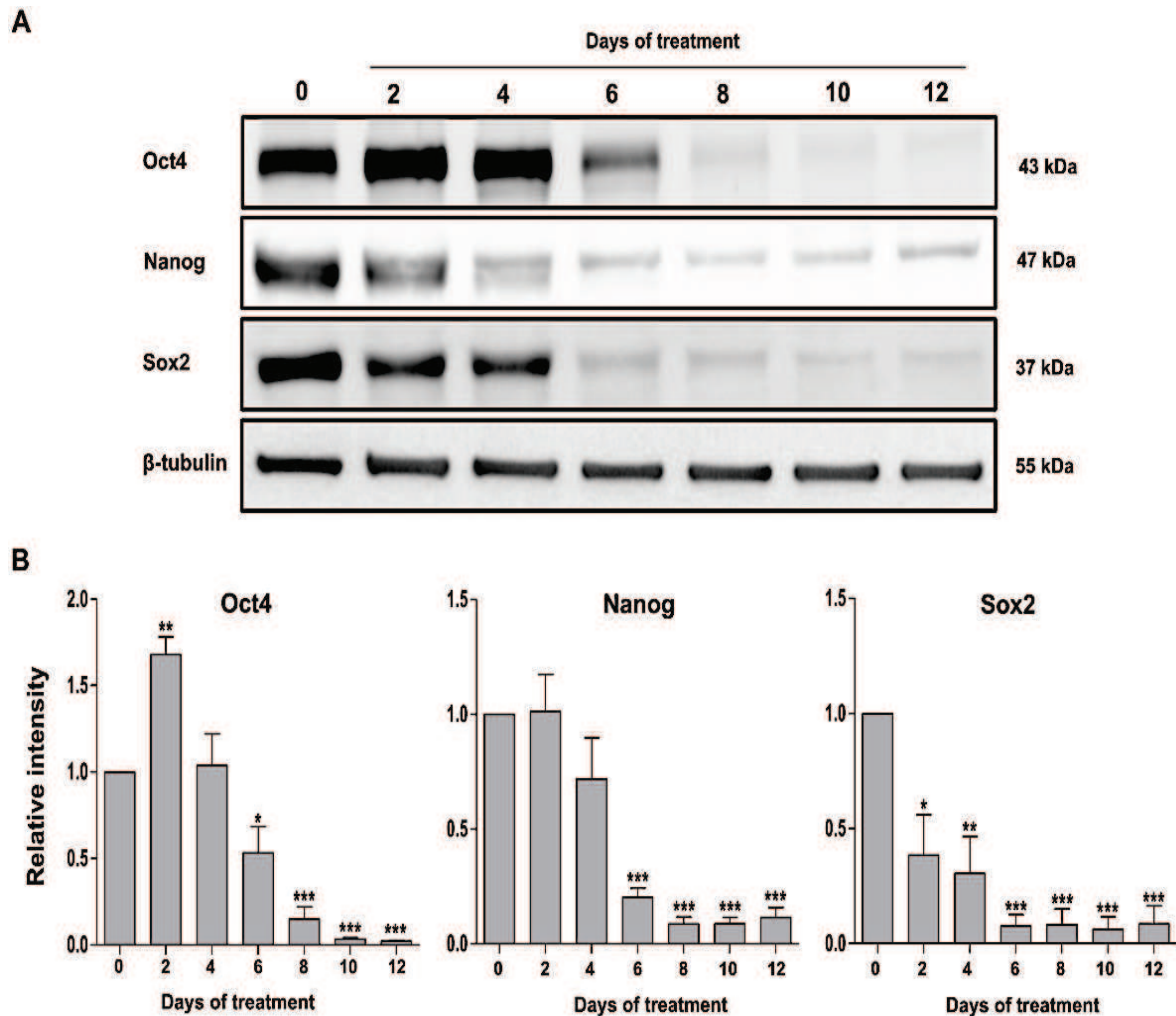 A
Days of treatment
0 2 4 6 8 10 12
Oct4 43 kDa
Nanog 47 kDa
Sox2 37 kDa
β-tubulin 55 kDa
B
Oct4
Relative intensity
2.0
1.5
1.0
0.5
0.0
** * *** *** ***
0 2 4 6 8 10 12
Days of treatment
Nanog
1.5
1.0
0.5
0.0
*** *** *** ***
0 2 4 6 8 10 12
Days of treatment
Sox2
1.5
1.0
0.5
0.0
* ** *** *** *** ***
0 2 4 6 8 10 12
Days of treatment